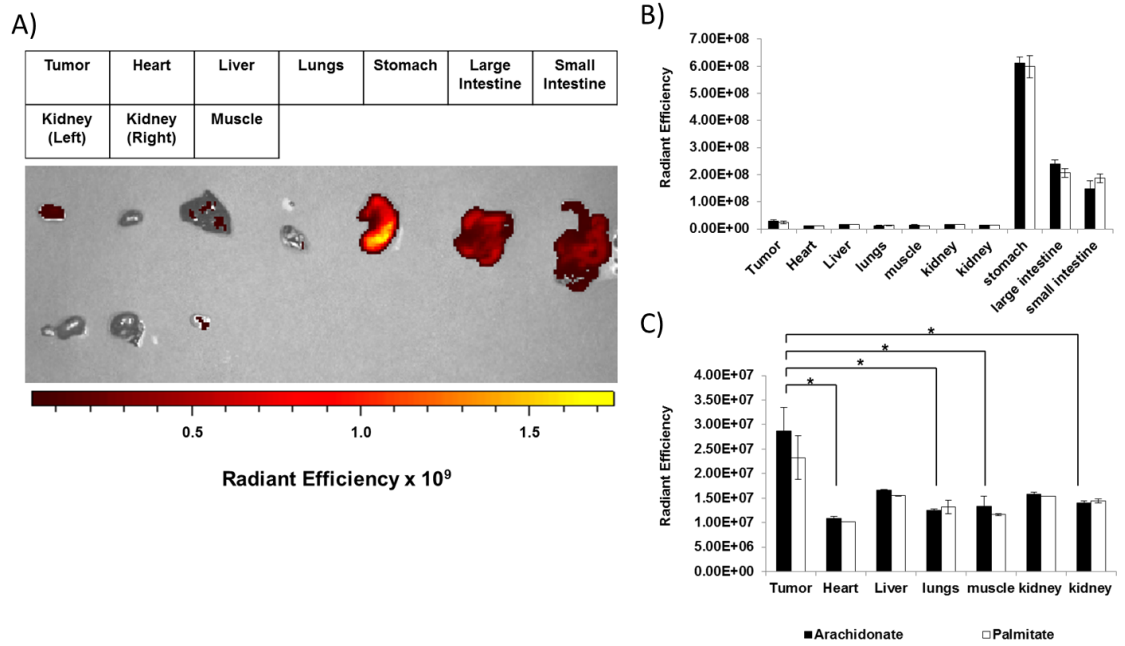 A)
Tumor Heart Liver Lungs Stomach Large Intestine Small Intestine
Kidney (Left) Kidney (Right) Muscle
0.5 1.0 1.5
Radiant Efficiency x 10⁹
B)
Radiant Efficiency
7.00E+08
6.00E+08
5.00E+08
4.00E+08
3.00E+08
2.00E+08
1.00E+08
0.00E+00
Tumor Heart Liver lungs muscle kidney kidney stomach large intestine small intestine
C)
* * * *
Radiant Efficiency
4.00E+07
3.50E+07
3.00E+07
2.50E+07
2.00E+07
1.50E+07
1.00E+07
5.00E+06
0.00E+00
Tumor Heart Liver lungs muscle kidney kidney
Arachidonate Palmitate